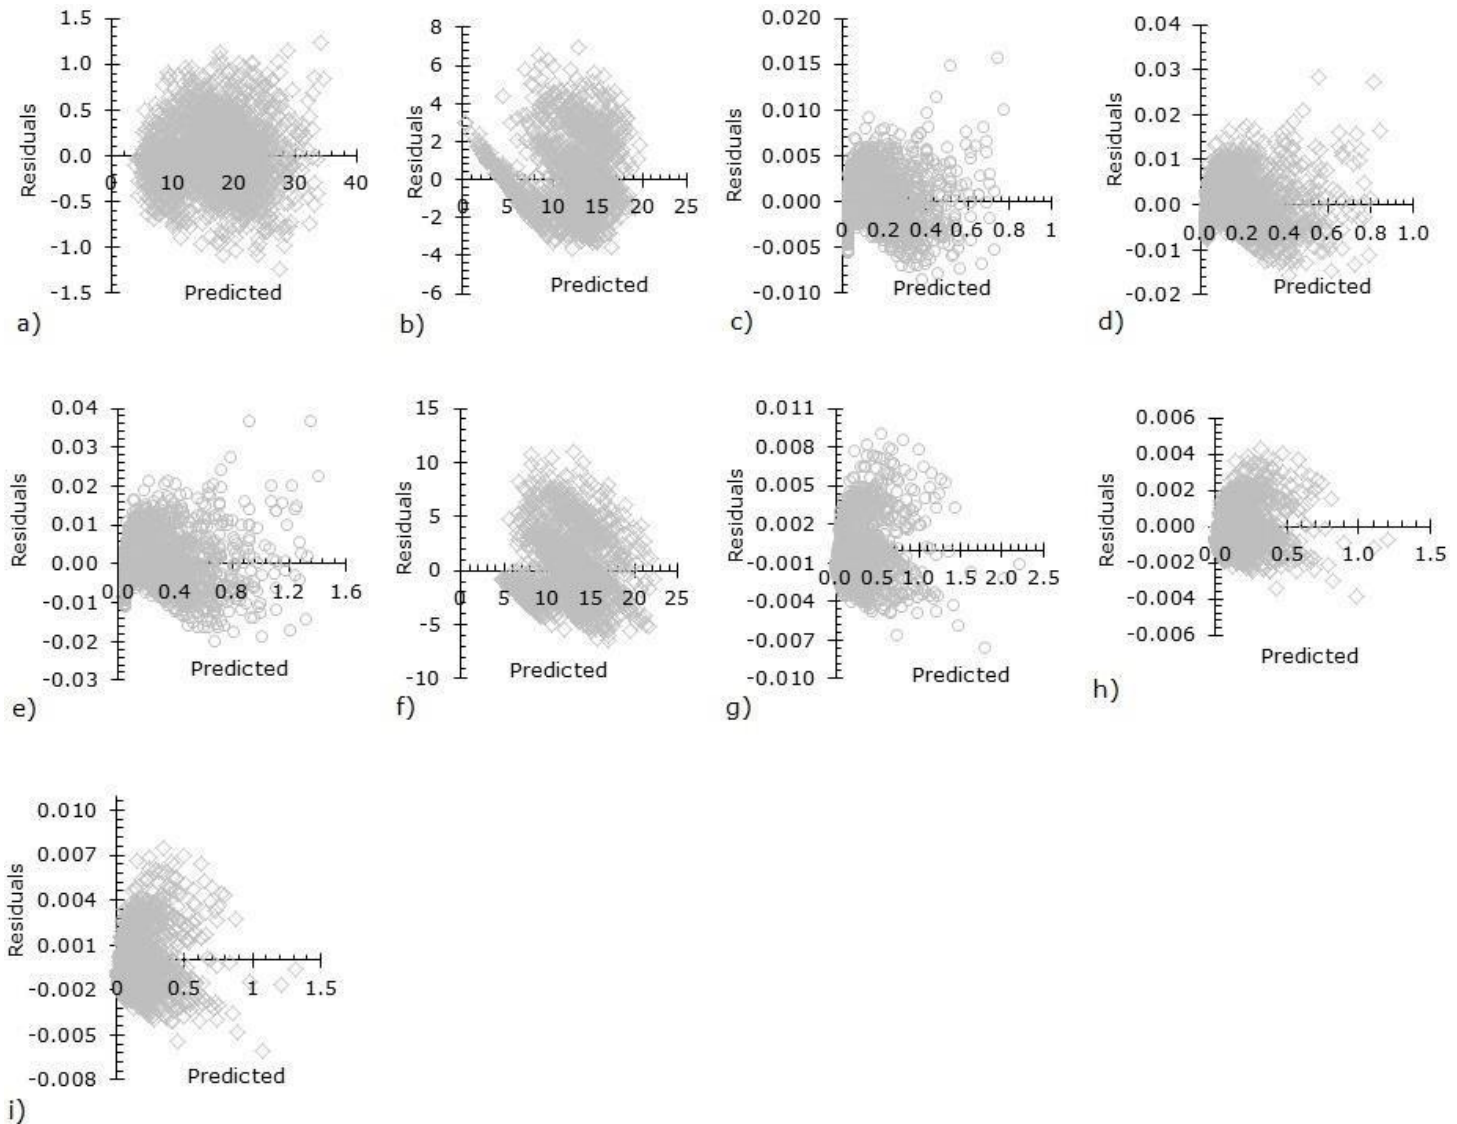 1.5
1.0
0.5
0.0
-0.5
-1.0
-1.5
Residuals
0 10 20 30 40
Predicted
a)
8
6
4
2
0
-2
-4
-6
Residuals
0 5 10 15 20 25
Predicted
b)
0.020
0.015
0.010
0.005
0.000
-0.005
-0.010
Residuals
0 0.2 0.4 0.6 0.8 1
Predicted
c)
0.04
0.03
0.02
0.01
0.00
-0.01
-0.02
Residuals
0.0 0.2 0.4 0.6 0.8 1.0
Predicted
d)
0.04
0.03
0.02
0.01
0.00
-0.01
-0.02
-0.03
Residuals
0.0 0.4 0.8 1.2 1.6
Predicted
e)
15
10
5
0
-5
-10
Residuals
0 5 10 15 20 25
Predicted
f)
0.011
0.008
0.005
0.002
-0.001
-0.004
-0.007
-0.010
Residuals
0.0 0.5 1.0 1.5 2.0 2.5
Predicted
g)
0.006
0.004
0.002
0.000
-0.002
-0.004
-0.006
Residuals
0.0 0.5 1.0 1.5
Predicted
h)
0.010
0.007
0.004
0.001
-0.002
-0.005
-0.008
Residuals
0 0.5 1 1.5
Predicted
i)